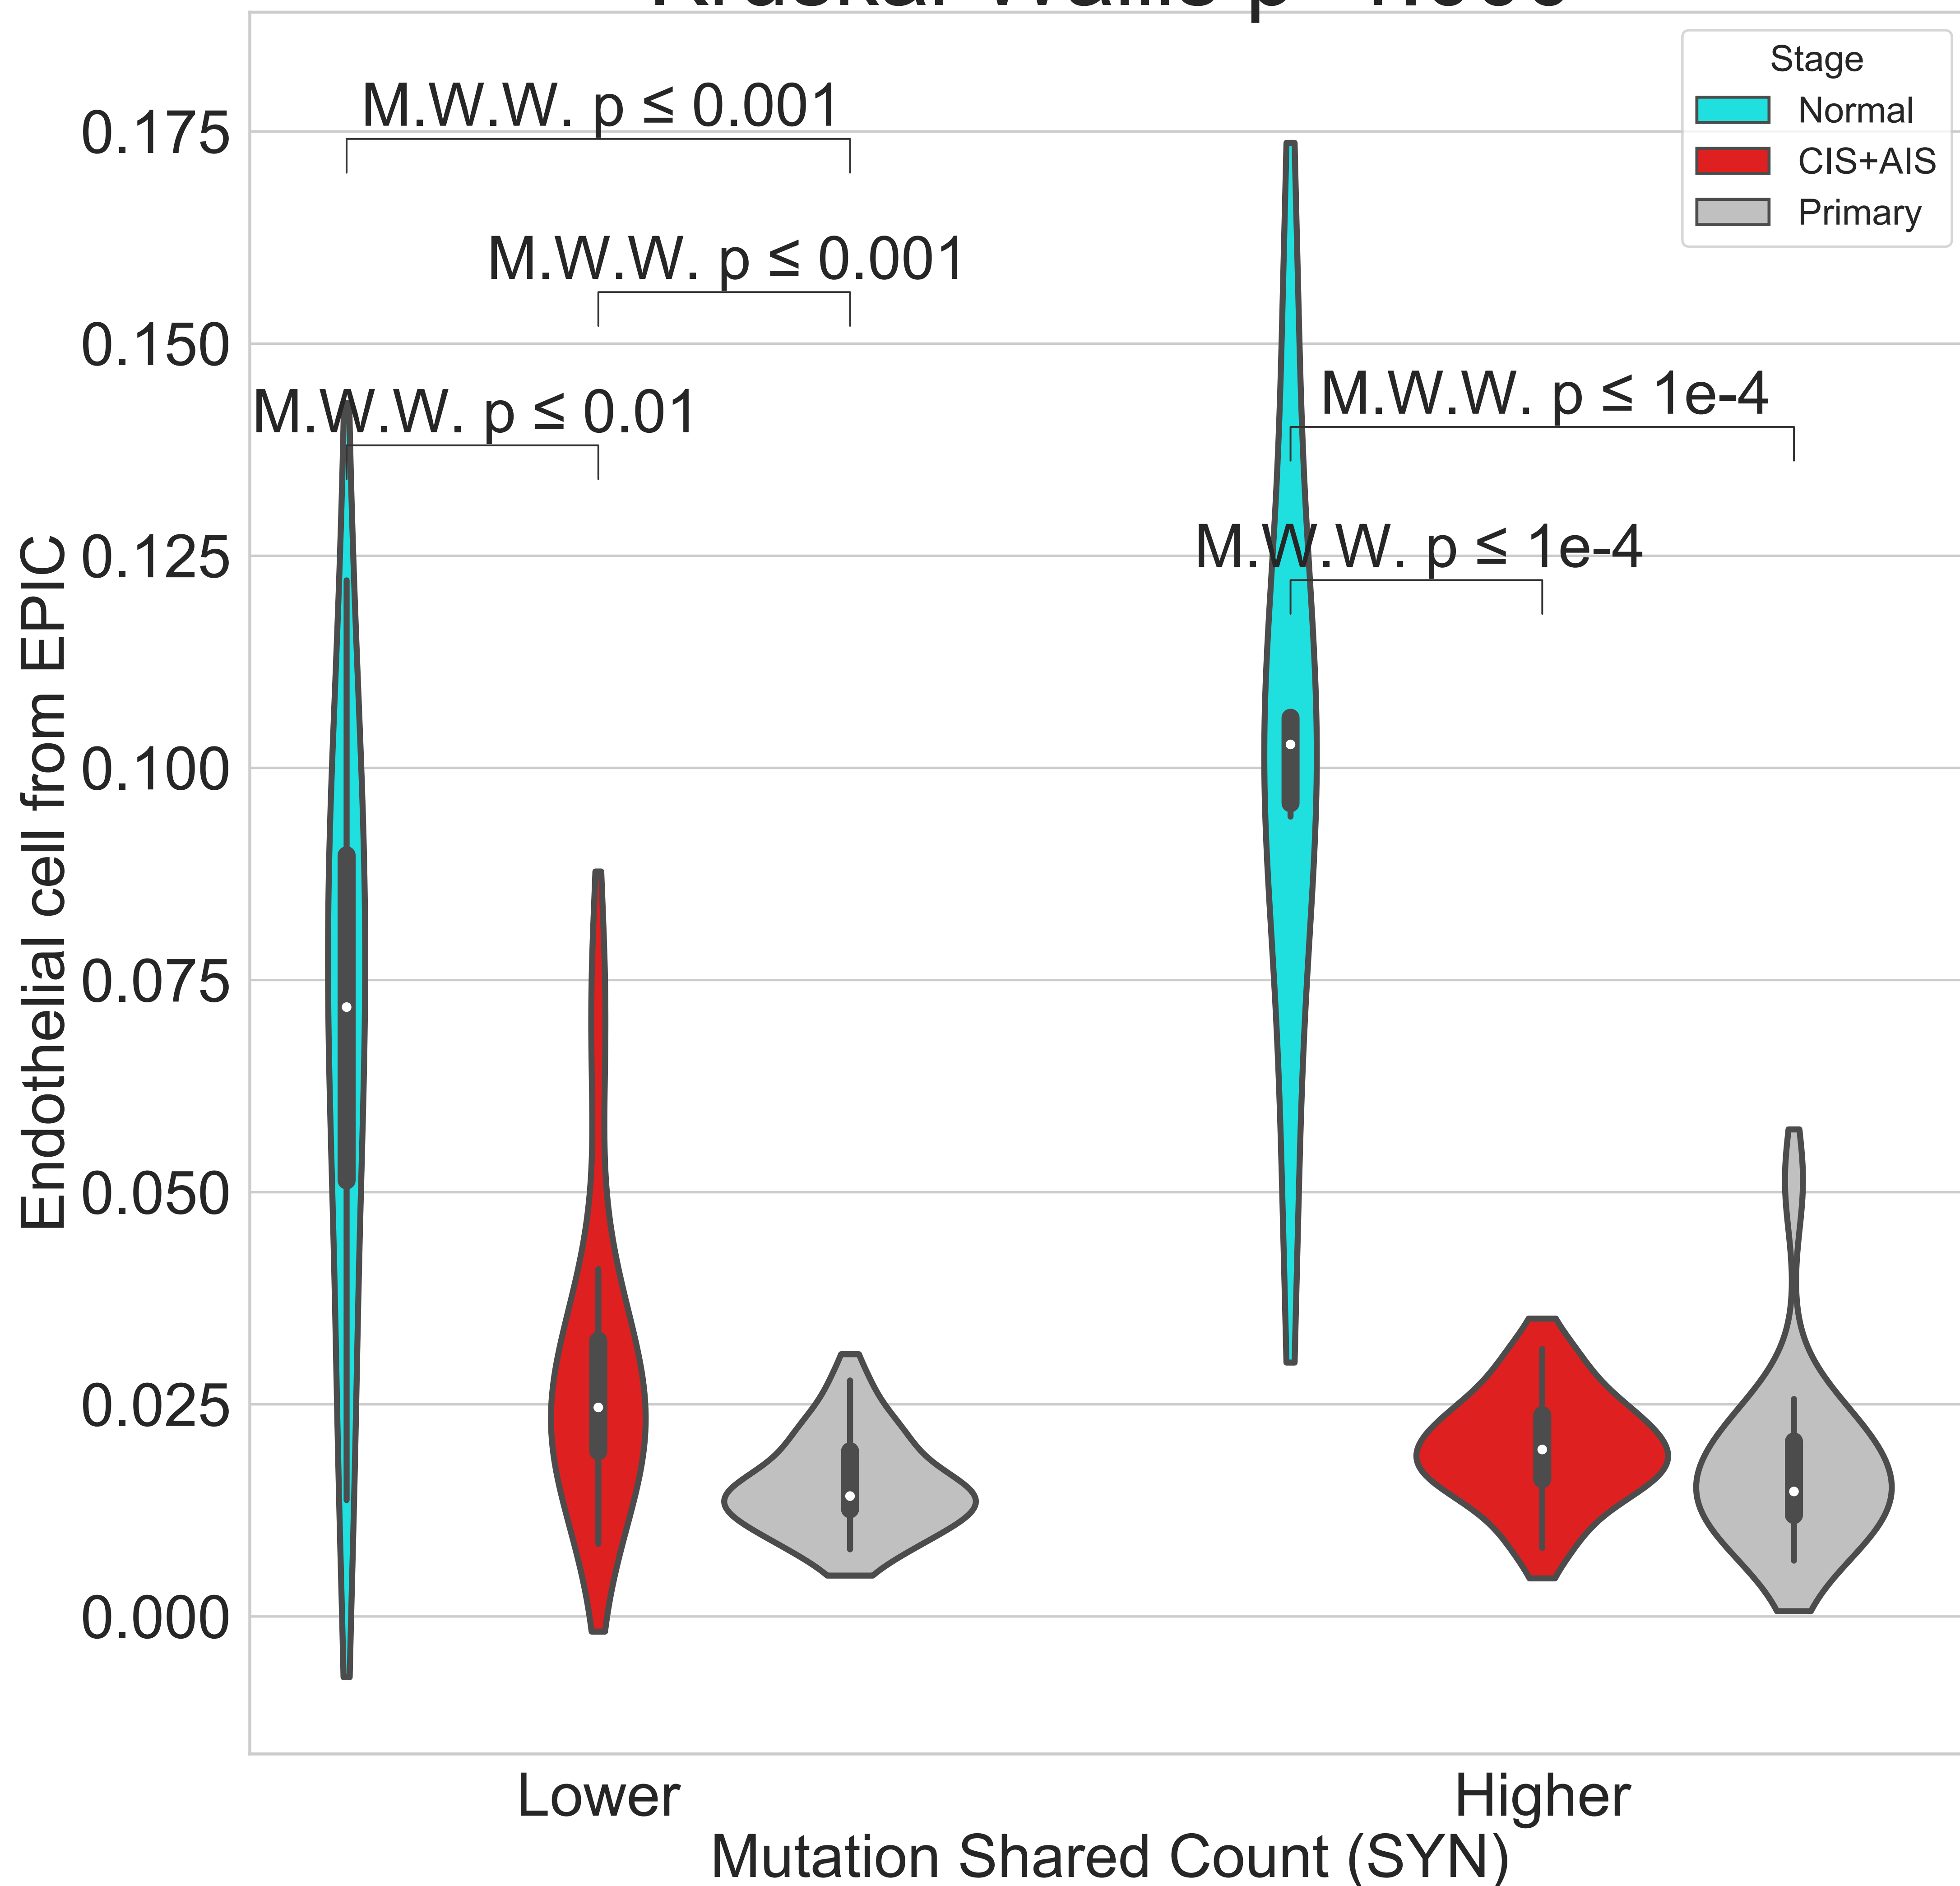 Stage
Normal
CIS+AIS
Primary
M.W.W. p ≤ 0.001
M.W.W. p ≤ 0.001
M.W.W. p ≤ 0.01
M.W.W. p ≤ 1e-4
M.W.W. p ≤ 1e-4
0.175
0.150
0.125
0.100
0.075
0.050
0.025
0.000
Endothelial cell from EPIC
Lower
Higher
Mutation Shared Count (SYN)